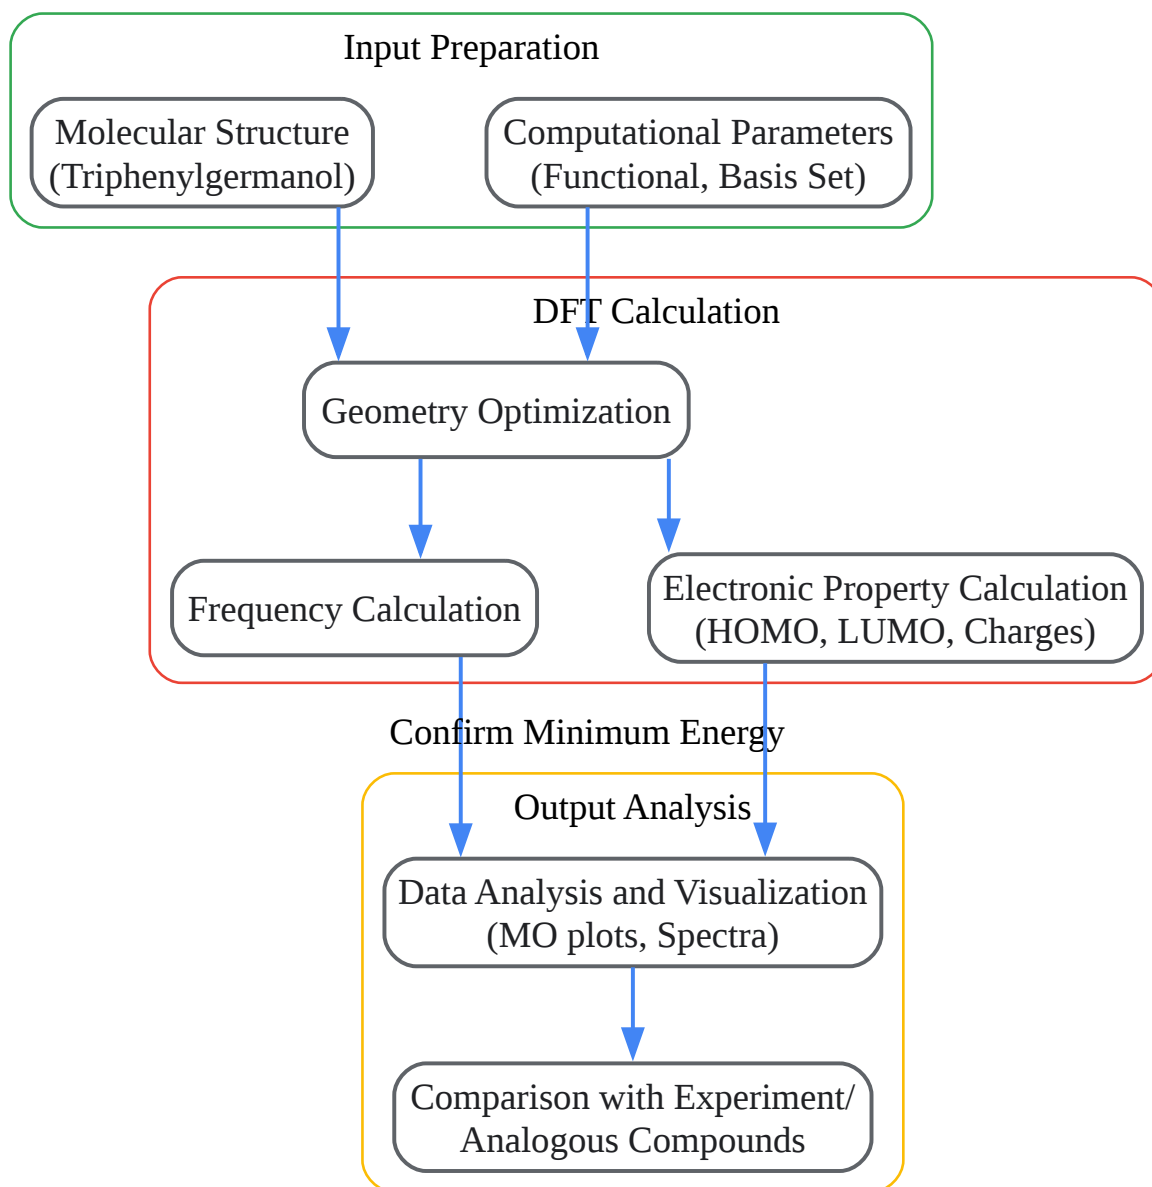 Input Preparation
Molecular Structure
(Triphenylgermanol)
Computational Parameters
(Functional, Basis Set)
DFT Calculation
Geometry Optimization
Frequency Calculation
Electronic Property Calculation
(HOMO, LUMO, Charges)
Confirm Minimum Energy
Output Analysis
Data Analysis and Visualization
(MO plots, Spectra)
Comparison with Experiment/
Analogous Compounds